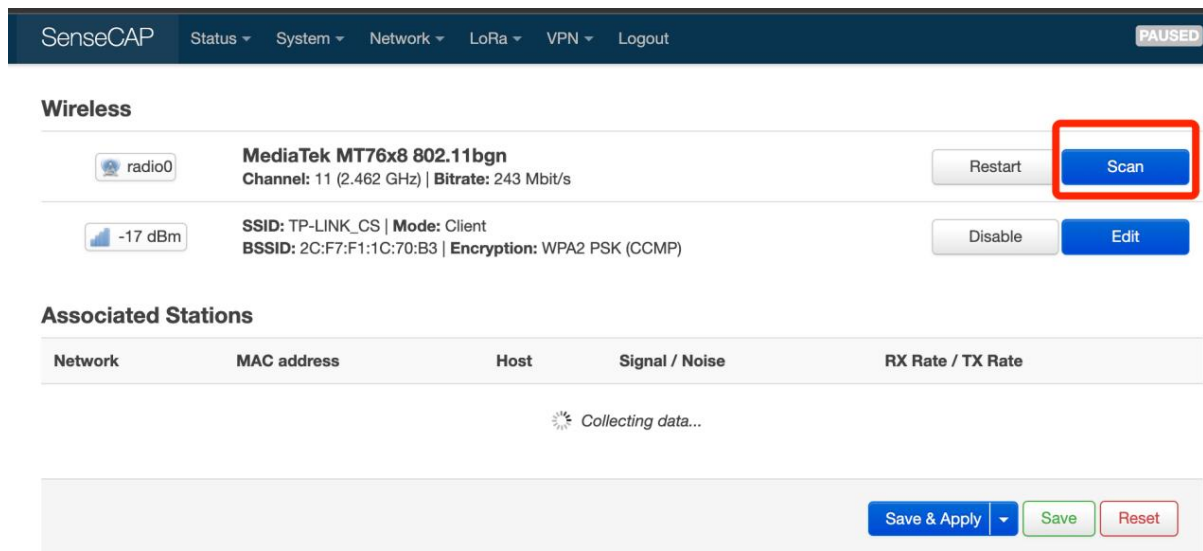 SenseCAP Status System Network LoRa VPN Logout PAUSED
Wireless
radio0
MediaTek MT76x8 802.11bgn
Channel: 11 (2.462 GHz) | Bitrate: 243 Mbit/s
Restart Scan
-17 dBm
SSID: TP-LINK_CS | Mode: Client
BSSID: 2C:F7:F1:1C:70:B3 | Encryption: WPA2 PSK (CCMP)
Disable Edit
Associated Stations
Network MAC address Host Signal / Noise RX Rate / TX Rate
Collecting data...
Save & Apply Save Reset